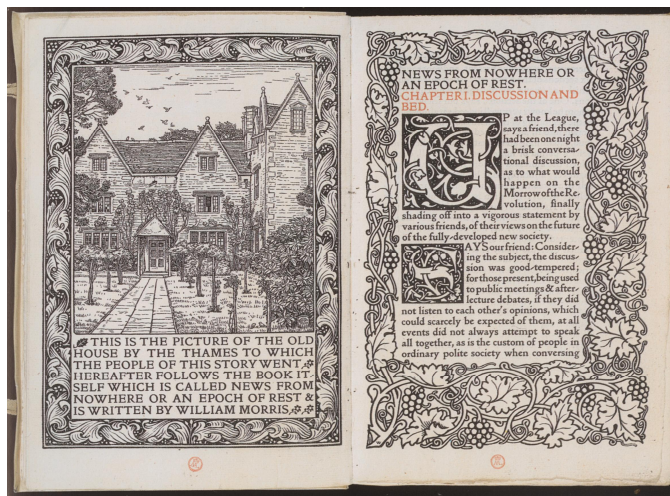 THIS IS THE PICTURE OF THE OLD
HOUSE BY THE THAMES TO WHICH
THE PEOPLE OF THIS STORY WENT
HEREAFTER FOLLOWS THE BOOK IT-
SELF WHICH IS CALLED NEWS FROM
NOWHERE OR AN EPOCH OF REST &
IS WRITTEN BY WILLIAM MORRIS
NEWS FROM NOWHERE OR
AN EPOCH OF REST.
CHAPTER I. DISCUSSION AND
BED.
UP at the League,
says a friend, there
had been one night
a brisk conversa-
tional discussion,
as to what would
happen on the
Morrow of the Re-
volution, finally
shading off into a vigorous statement by
various friends, of their views on the future
of the fully-developed new society.
SAYS our friend: Consider-
ing the subject, the discus-
sion was good-tempered;
for those present, being used
to public meetings & after-
lecture debates, if they did
not listen to each other's opinions, which
could scarcely be expected of them, at all
events did not always attempt to speak
all together, as is the custom of people in
ordinary polite society when conversing